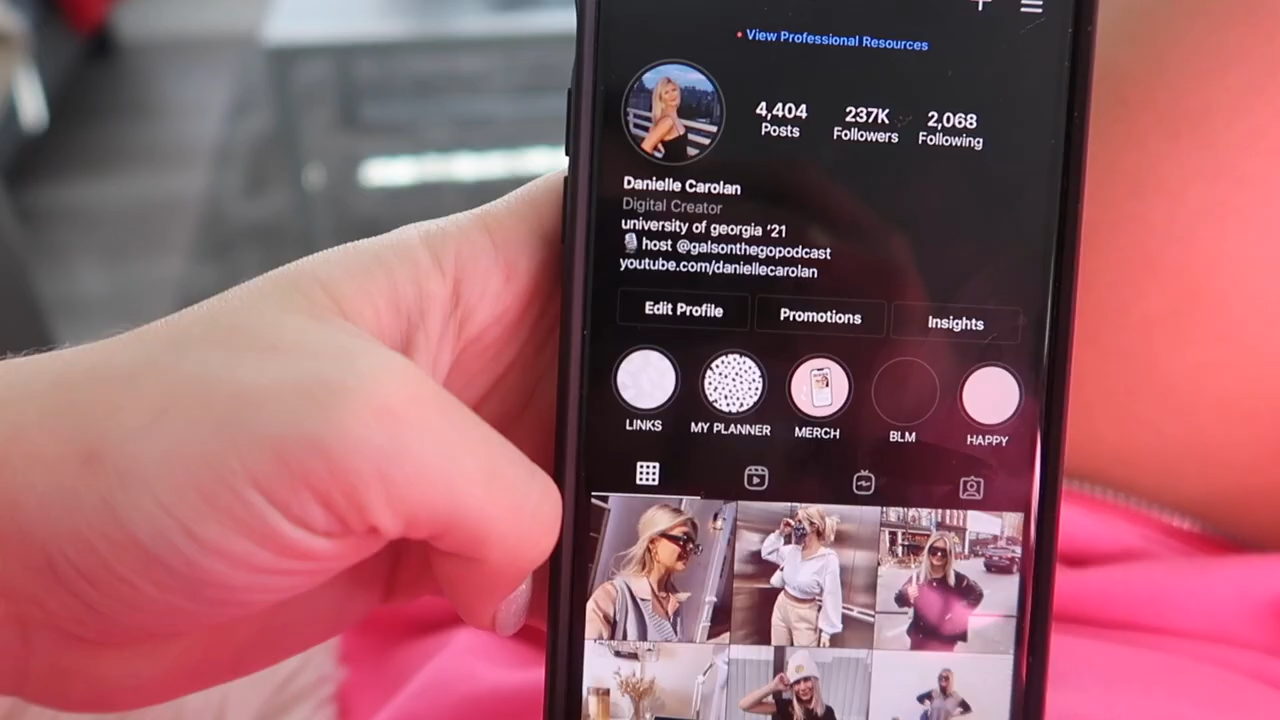 View Professional Resources
4,404 237K 2,068
Posts Followers Following
Danielle Carolan
Digital Creator
university of georgia ‘21
🎙️ host @galsonthegopodcast
youtube.com/daniellecarolan
Edit Profile Promotions Insights
LINKS MY PLANNER MERCH BLM HAPPY